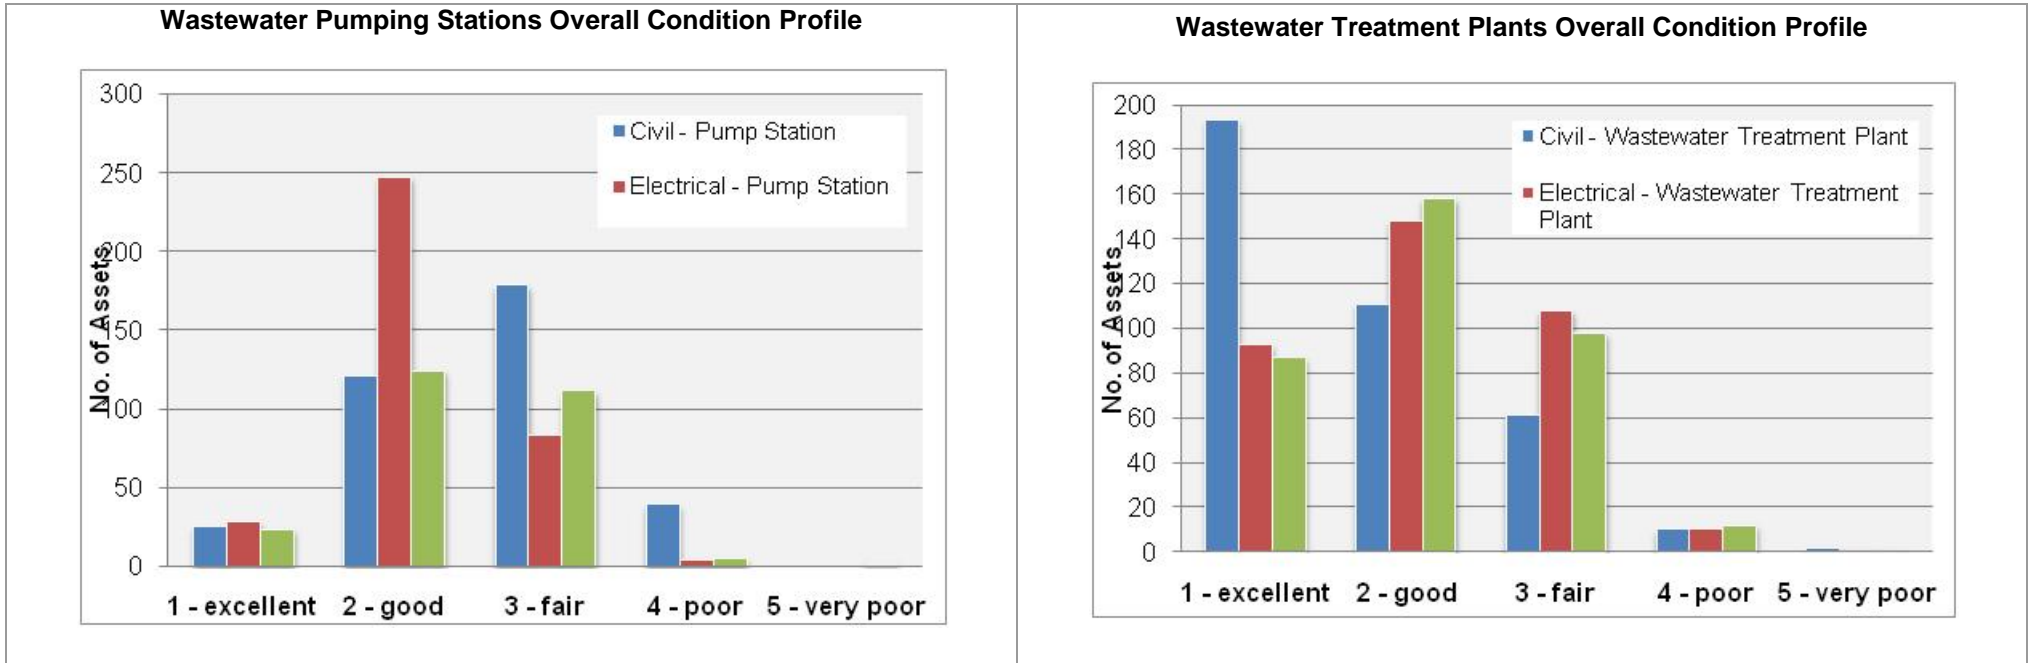 Wastewater Pumping Stations Overall Condition Profile
300
250
200
150
100
50
0
No. of Assets
Civil - Pump Station
Electrical - Pump Station
1 - excellent 2 - good 3 - fair 4 - poor 5 - very poor
Wastewater Treatment Plants Overall Condition Profile
200
180
160
140
120
100
80
60
40
20
0
No. of Assets
Civil - Wastewater Treatment Plant
Electrical - Wastewater Treatment
Plant
1 - excellent 2 - good 3 - fair 4 - poor 5 - very poor